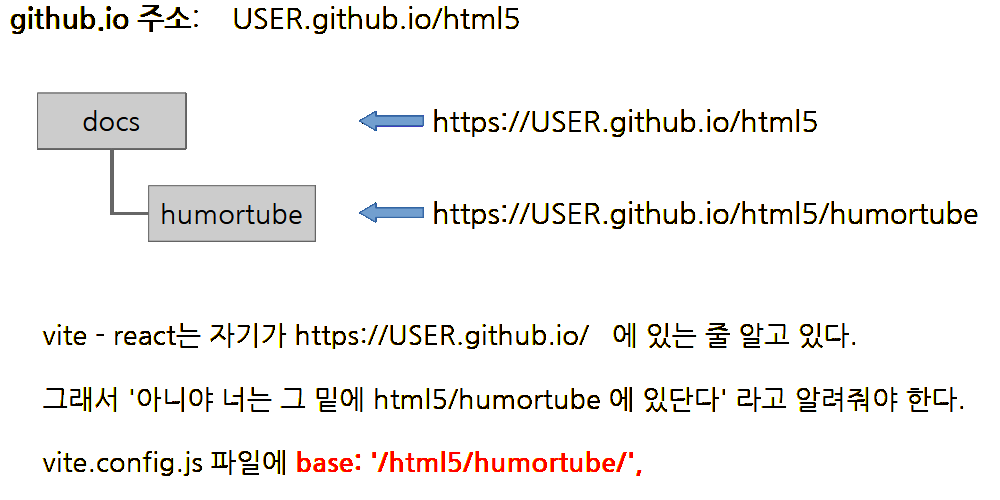 github.io 주소: USER.github.io/html5
docs
https://USER.github.io/html5
humortube
https://USER.github.io/html5/humortube
vite - react는 자기가 https://USER.github.io/ 에 있는 줄 알고 있다.
그래서 '아니야 너는 그 밑에 html5/humortube 에 있단다' 라고 알려줘야 한다.
vite.config.js 파일에 base: '/html5/humortube/',